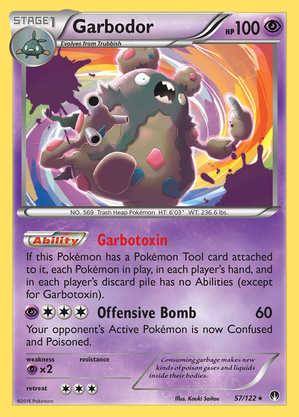 STAGE1
Garbodor
HP100
Evolves from Trubbish
NO. 569 Trash Heap Pokémon HT. 6'03" WT. 236.6 lbs.
Ability
Garbotoxin
If this Pokémon has a Pokémon Tool card attached
to it, each Pokémon in play, in each player's hand, and
in each player's discard pile has no Abilities (except
for Garbotoxin).
Offensive Bomb 60
Your opponent's Active Pokémon is now Confused
and Poisoned.
weakness
resistance
×2
retreat
Consuming garbage makes new
kinds of poison gases and liquids
inside their bodies.
©2016 Pokémon
Illus. Kouki Saitou
57/122 ★